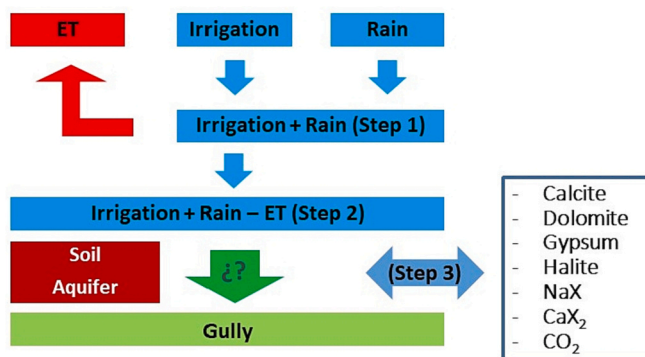 ET
Irrigation
Rain
Irrigation + Rain (Step 1)
Irrigation + Rain – ET (Step 2)
Soil
Aquifer
¿?
(Step 3)
Gully
- Calcite
- Dolomite
- Gypsum
- Halite
- NaX
- CaX₂
- CO₂